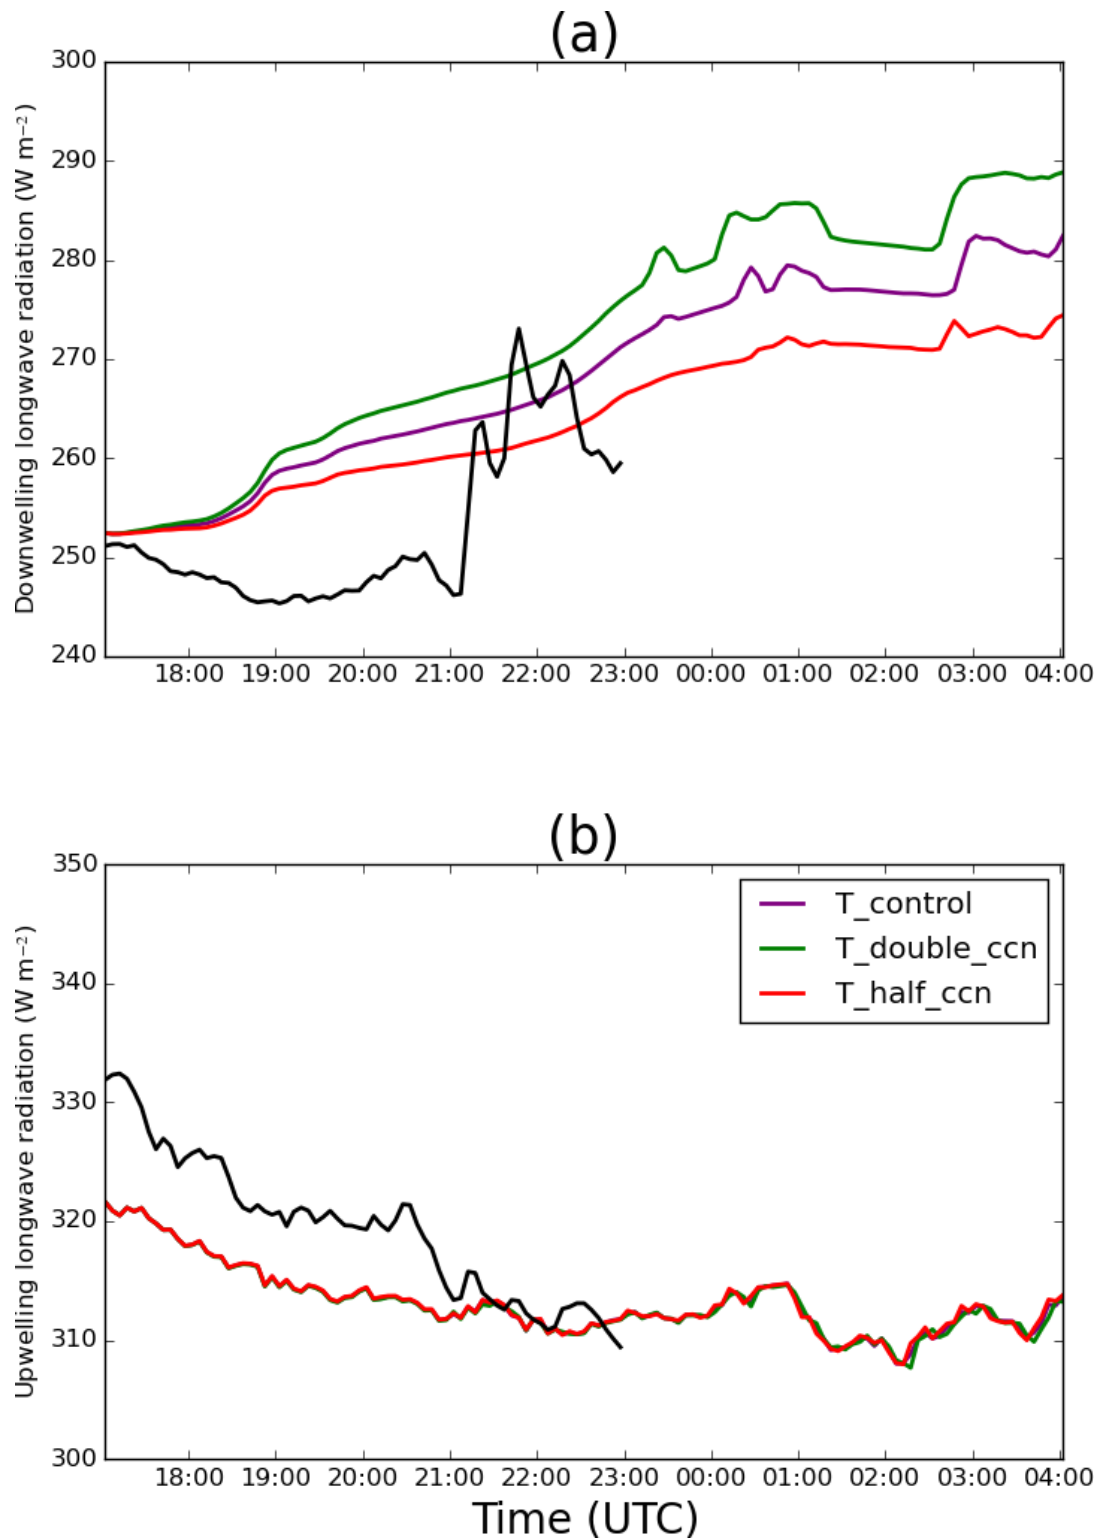 (a)
Downwelling longwave radiation (W m⁻²)
300
290
280
270
260
250
240
18:00 19:00 20:00 21:00 22:00 23:00 00:00 01:00 02:00 03:00 04:00
(b)
Upwelling longwave radiation (W m⁻²)
350
340
330
320
310
300
T_control
T_double_ccn
T_half_ccn
18:00 19:00 20:00 21:00 22:00 23:00 00:00 01:00 02:00 03:00 04:00
Time (UTC)